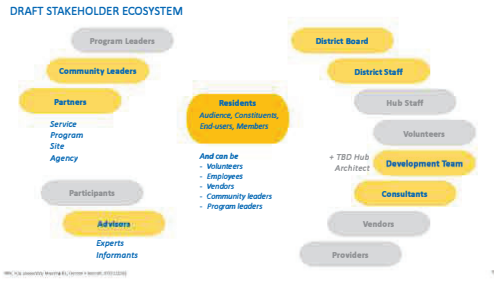 DRAFT STAKEHOLDER ECOSYSTEM
Program Leaders
Community Leaders
Partners
Service
Program
Site
Agency
Participants
Advisors
Experts
Informants
Residents
Audience, Constituents,
End-users, Members
And can be
- Volunteers
- Employees
- Vendors
- Community leaders
- Program leaders
District Board
District Staff
Hub Staff
Volunteers
+ TBD Hub
Architect
Development Team
Consultants
Vendors
Providers